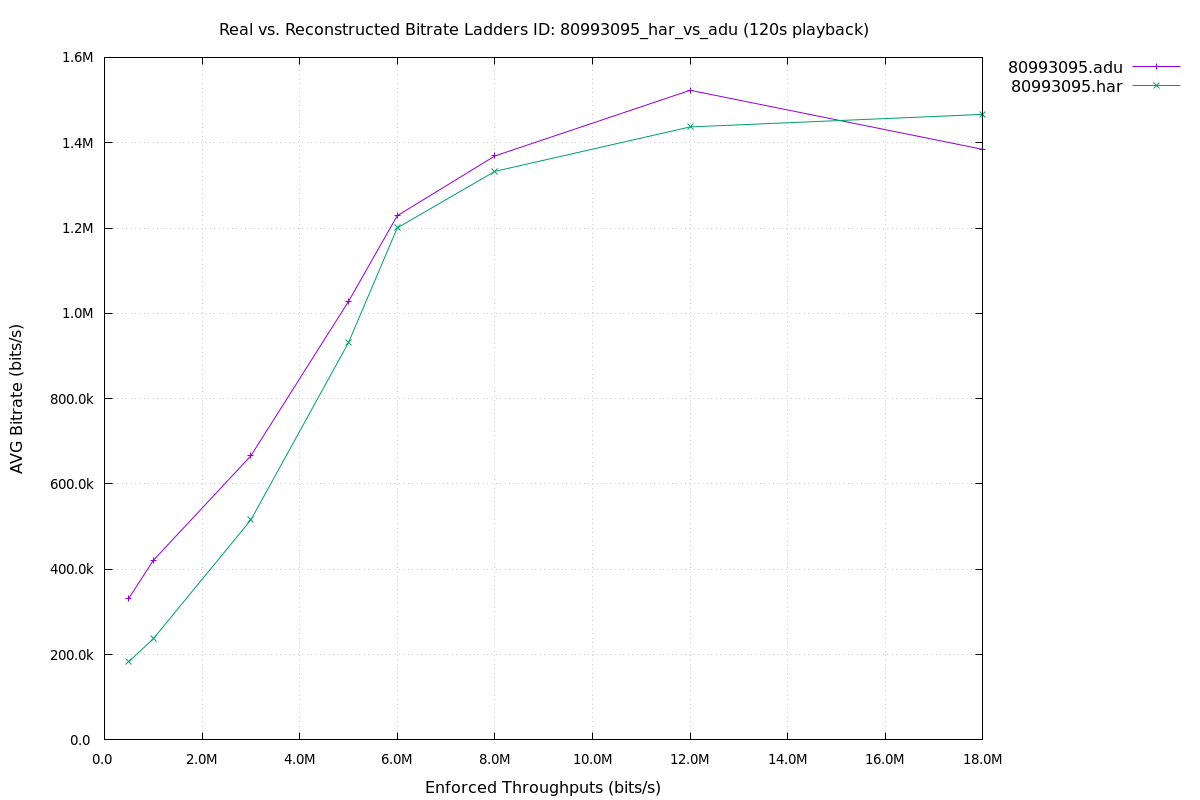 Real vs. Reconstructed Bitrate Ladders ID: 80993095_har_vs_adu (120s playback)
80993095.adu
80993095.har
1.6M
1.4M
1.2M
1.0M
800.0k
600.0k
400.0k
200.0k
0.0
AVG Bitrate (bits/s)
0.0 2.0M 4.0M 6.0M 8.0M 10.0M 12.0M 14.0M 16.0M 18.0M
Enforced Throughputs (bits/s)